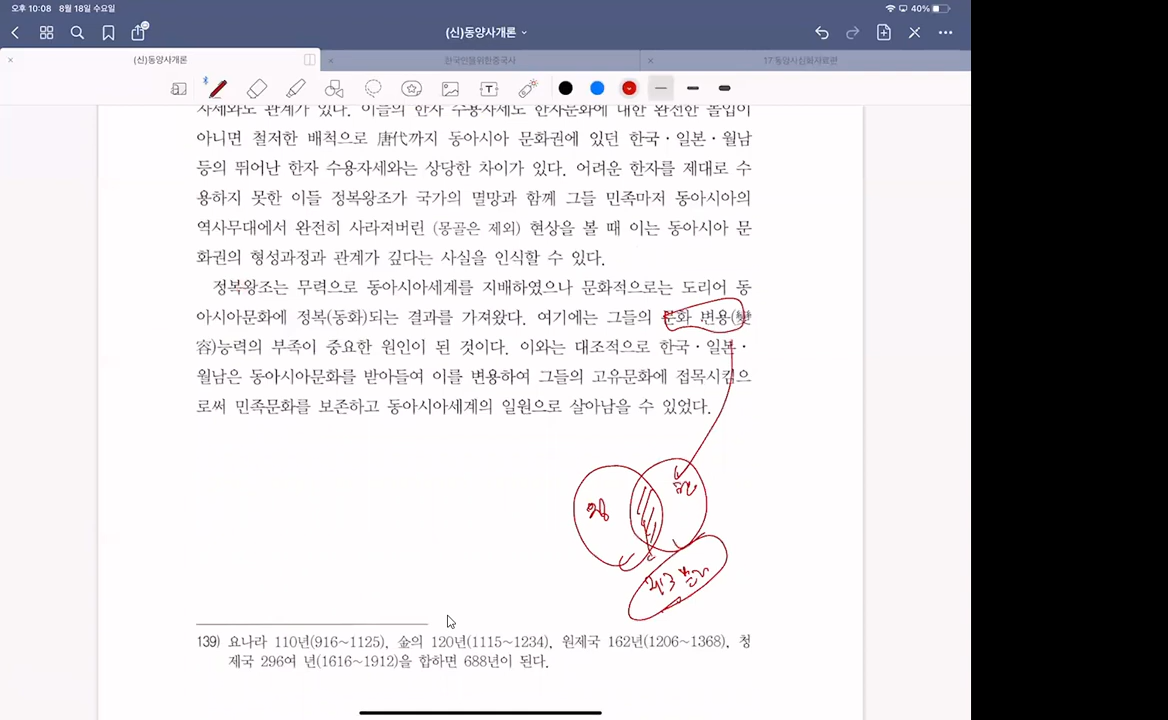 오후 10:08 8월 18일 수요일
40%
(신)동양사개론
(신)동양사개론
한국인을위한중국사
17 동양사심화자료편
자세와도 관계가 있다. 이들의 한자 수용자세도 한자문화에 대한 완전한 몰입이
아니면 철저한 배척으로 唐代까지 동아시아 문화권에 있던 한국·일본·월남
등의 뛰어난 한자 수용자세와는 상당한 차이가 있다. 어려운 한자를 제대로 수
용하지 못한 이들 정복왕조가 국가의 멸망과 함께 그들 민족마저 동아시아의
역사무대에서 완전히 사라져버린 (몽골은 제외) 현상을 볼 때 이는 동아시아 문
화권의 형성과정과 관계가 깊다는 사실을 인식할 수 있다.
정복왕조는 무력으로 동아시아세계를 지배하였으나 문화적으로는 도리어 동
아시아문화에 정복(동화)되는 결과를 가져왔다. 여기에는 그들의 문화 변용(變
容)능력의 부족이 중요한 원인이 된 것이다. 이와는 대조적으로 한국·일본·
월남은 동아시아문화를 받아들여 이를 변용하여 그들의 고유문화에 접목시킴으
로써 민족문화를 보존하고 동아시아세계의 일원으로 살아남을 수 있었다.
제3 문화
139) 요나라 110년(916~1125), 金의 120년(1115~1234), 원제국 162년(1206~1368), 청
제국 296여 년(1616~1912)을 합하면 688년이 된다.